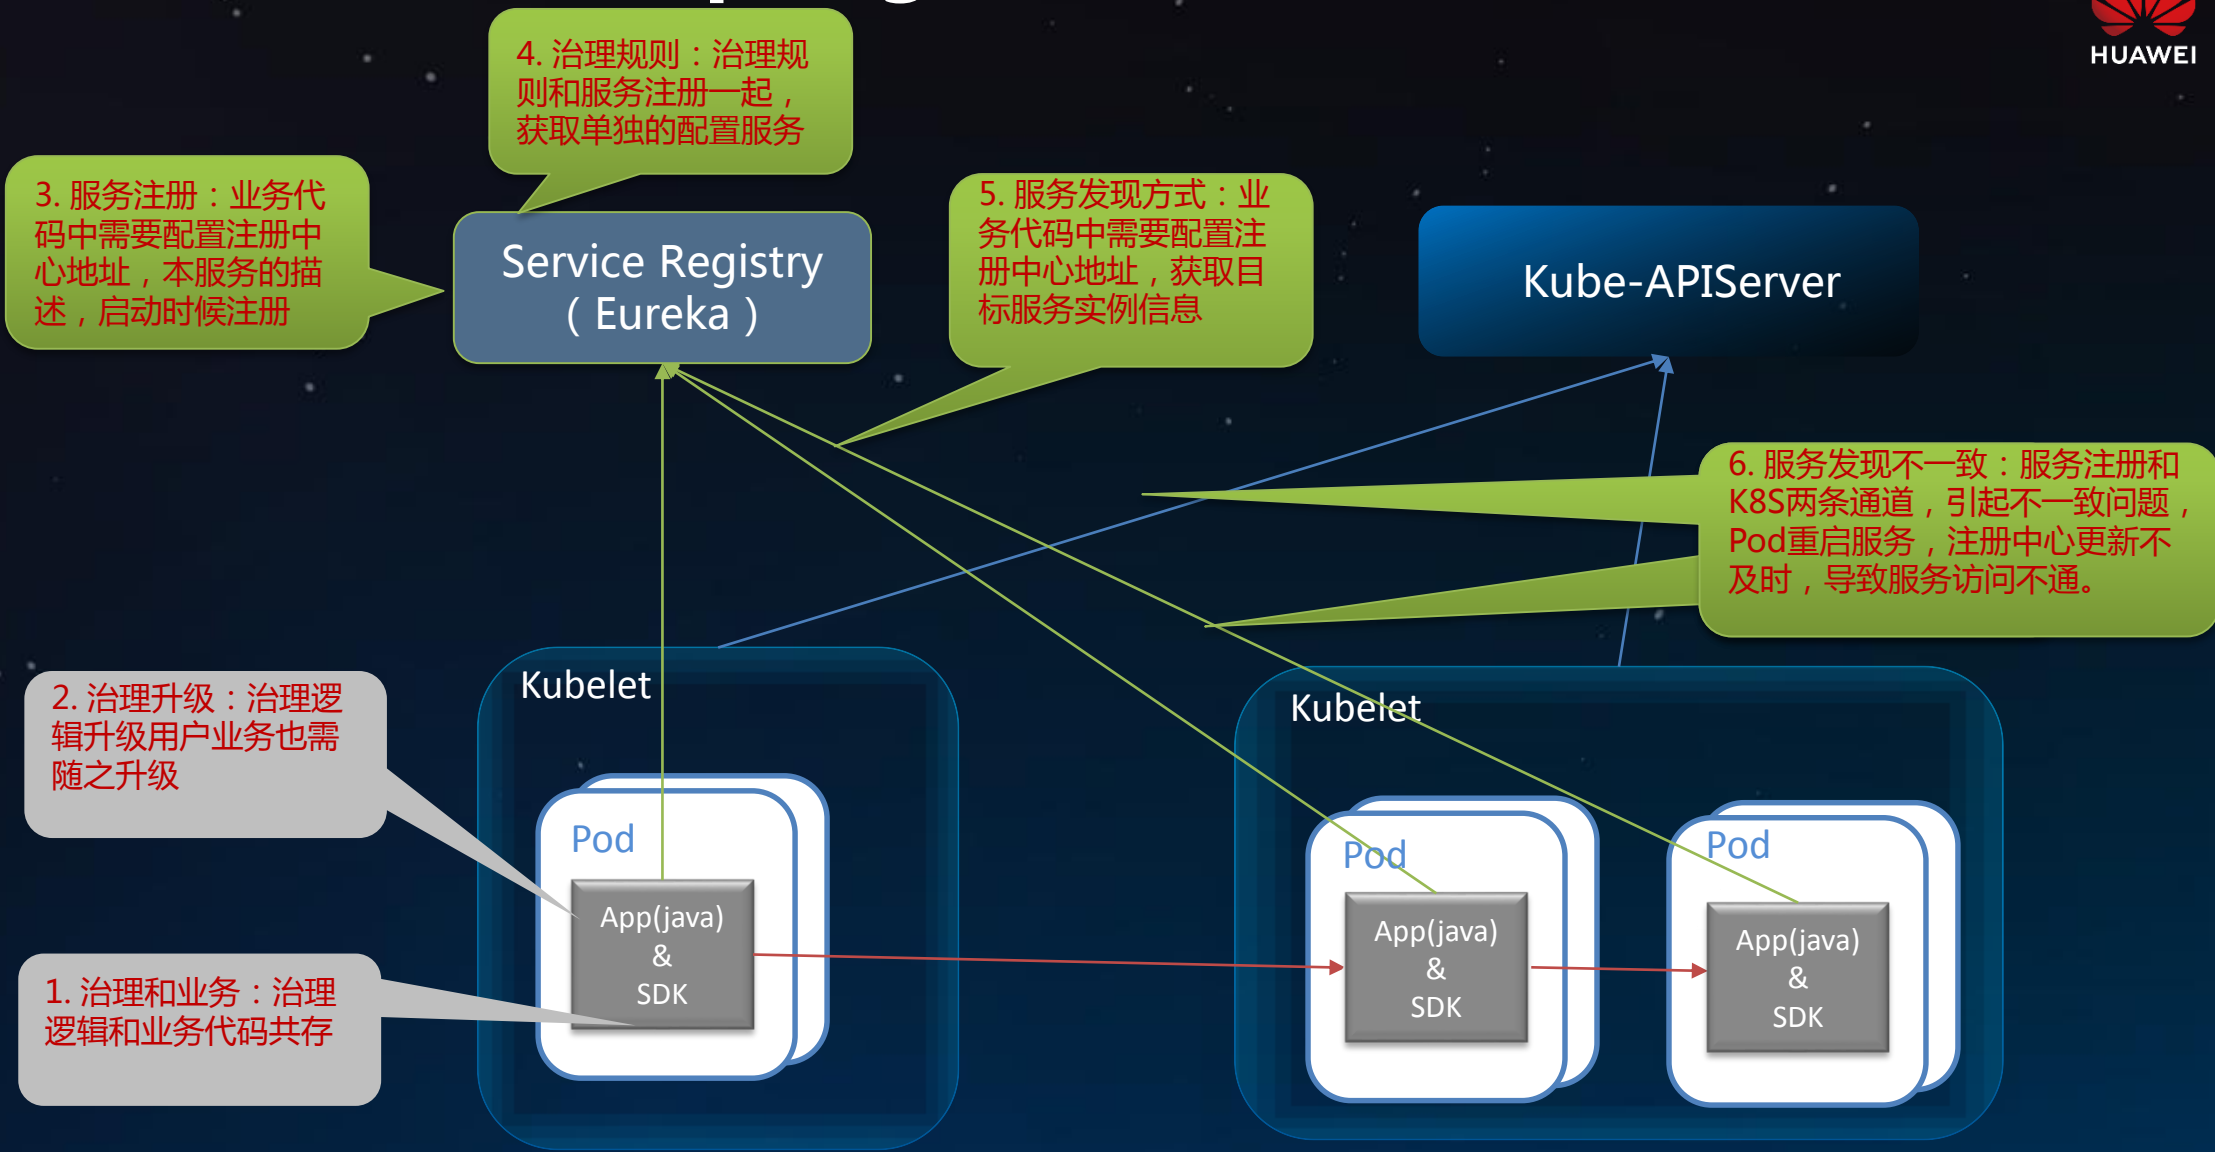 HUAWEI
4. 治理规则：治理规
则和服务注册一起，
获取单独的配置服务
3. 服务注册：业务代
码中需要配置注册中
心地址，本服务的描
述，启动时候注册
Service Registry
（Eureka）
5. 服务发现方式：业
务代码中需要配置注
册中心地址，获取目
标服务实例信息
Kube-APIServer
6. 服务发现不一致：服务注册和
K8S两条通道，引起不一致问题，
Pod重启服务，注册中心更新不
及时，导致服务访问不通。
2. 治理升级：治理逻
辑升级用户业务也需
随之升级
1. 治理和业务：治理
逻辑和业务代码共存
Kubelet
Pod
App(java)
&
SDK
Kubelet
Pod
App(java)
&
SDK
Pod
App(java)
&
SDK